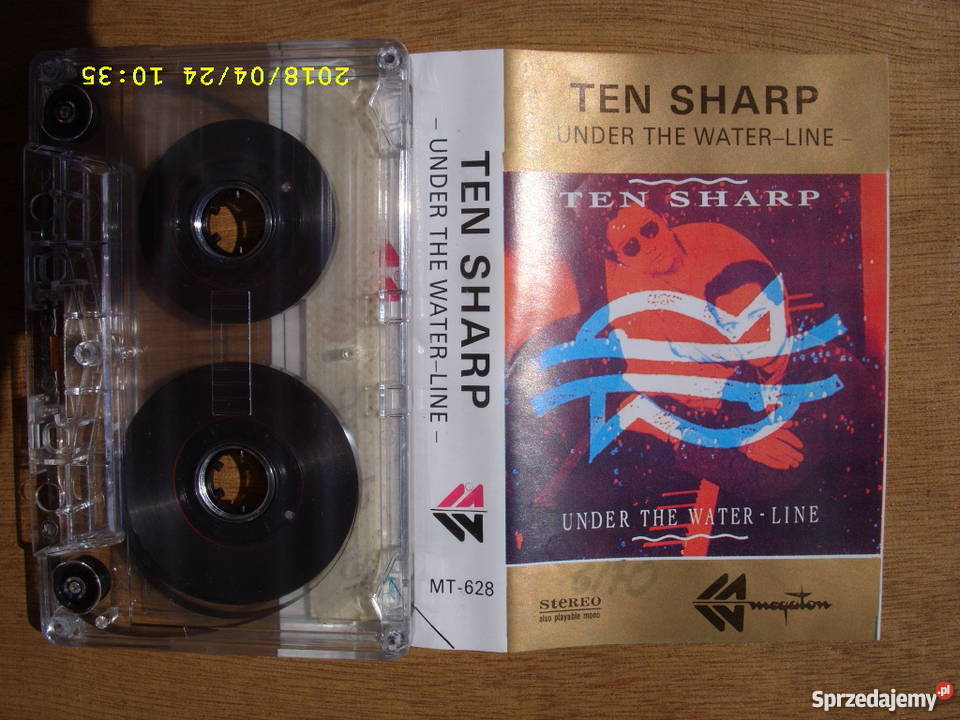 2018/04/24 10:35
TEN SHARP
– UNDER THE WATER–LINE –
MT-628
TEN SHARP
UNDER THE WATER–LINE –
TEN SHARP
UNDER THE WATER - LINE
STEREO
also playable mono
megaton
Sprzedajemy.pl